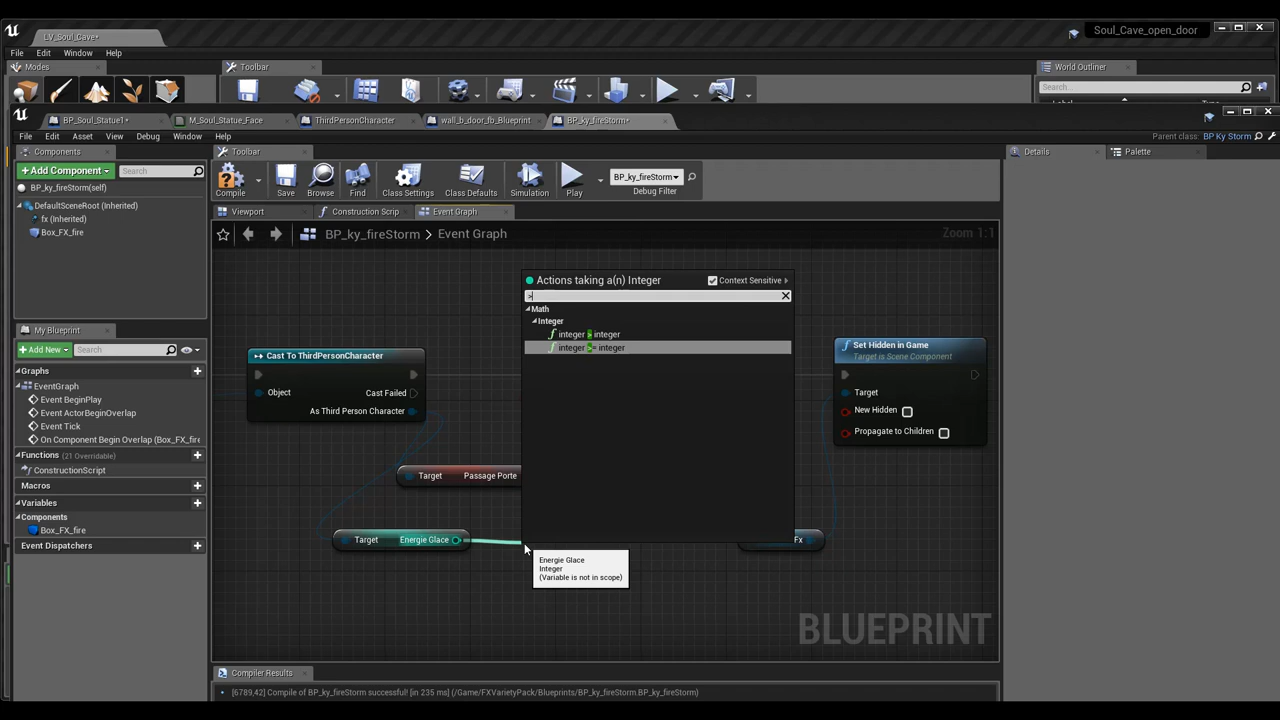 LV_Soul_Cave*
Soul_Cave_open_door
File Edit Window Help
Modes
Toolbar
World Outliner
Search...
Label
Type
BP_Soul_Statue1*
M_Soul_Statue_Face
ThirdPersonCharacter
wall_b_door_fb_Blueprint
BP_ky_fireStorm*
File Edit Asset View Debug Window Help
Parent class: BP Ky Storm
Components
Toolbar
Details
Palette
+ Add Component
Search
BP_ky_fireStorm(self)
DefaultSceneRoot (Inherited)
fx (Inherited)
Box_FX_fire
Compile
Save
Browse
Find
Class Settings
Class Defaults
Simulation
Play
BP_ky_fireStorm
Debug Filter
Viewport
Construction Scrip
Event Graph
BP_ky_fireStorm > Event Graph
Zoom 1:1
Actions taking a(n) Integer
Context Sensitive
>
Math
Integer
integer > integer
integer >= integer
My Blueprint
+ Add New
Search
Graphs
EventGraph
Event BeginPlay
Event ActorBeginOverlap
Event Tick
On Component Begin Overlap (Box_FX_fire
Functions (21 Overridable)
ConstructionScript
Macros
Variables
Components
Box_FX_fire
Event Dispatchers
Cast To ThirdPersonCharacter
Object
Cast Failed
As Third Person Character
Target Passage Porte
Target Energie Glace
Set Hidden in Game
Target is Scene Component
Target
New Hidden
Propagate to Children
Fx
Energie Glace
Integer
(Variable is not in scope)
BLUEPRINT
Compiler Results
[6789,42] Compile of BP_ky_fireStorm successful! [in 235 ms] (/Game/FXVarietyPack/Blueprints/BP_ky_fireStorm.BP_ky_fireStorm)